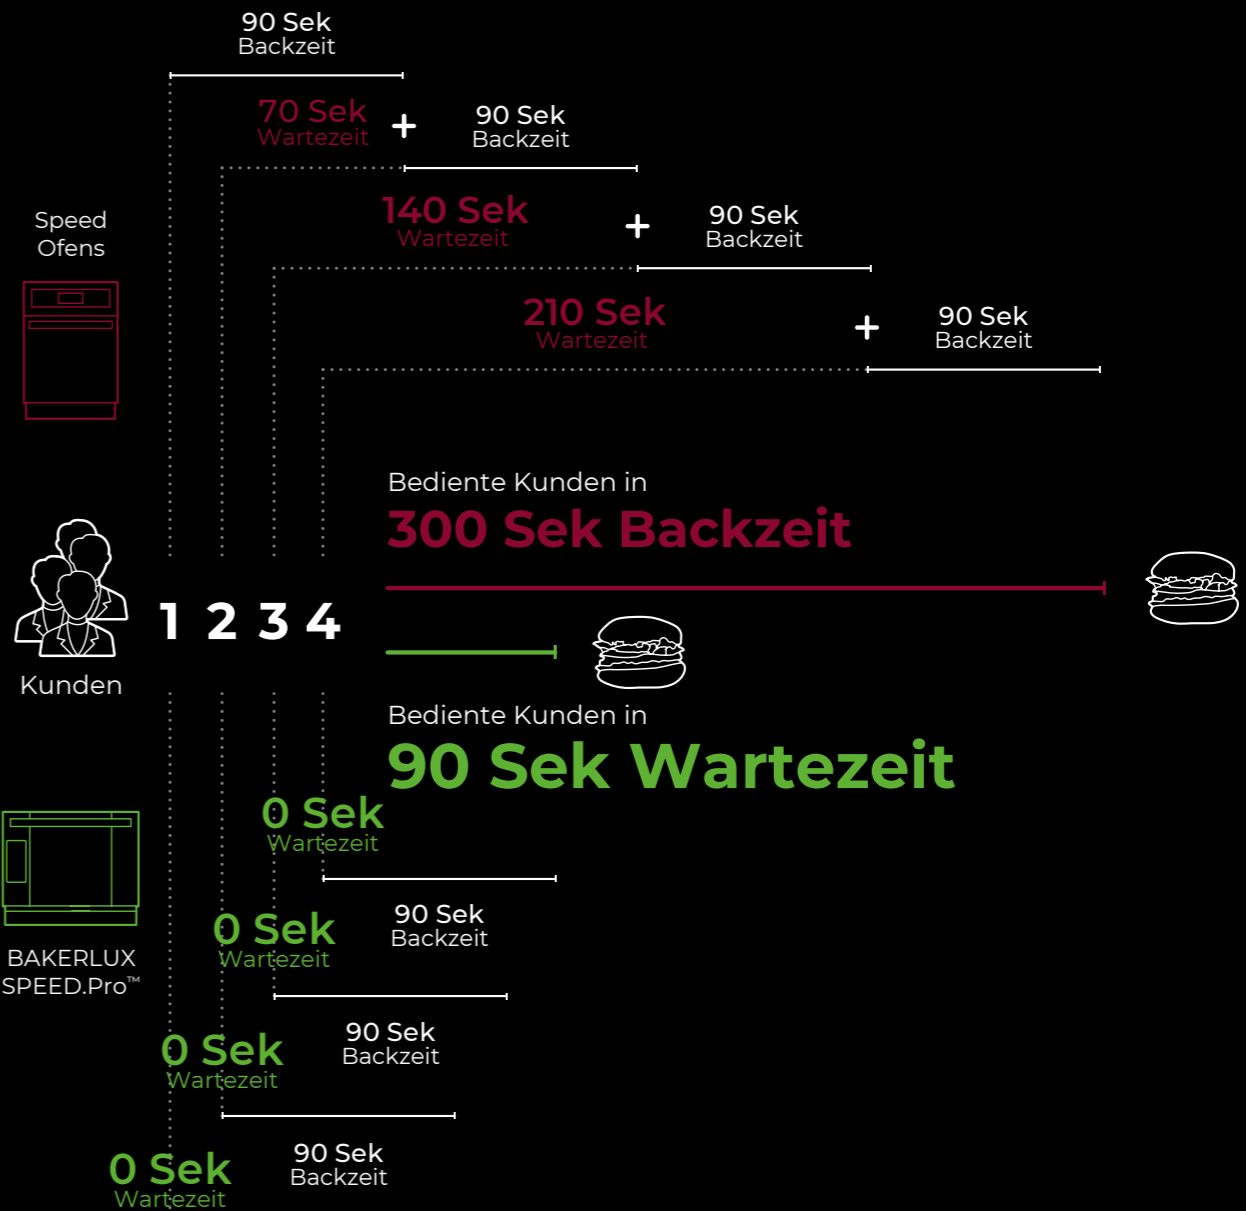 90 Sek
Backzeit
70 Sek
Wartezeit
+
90 Sek
Backzeit
140 Sek
Wartezeit
+
90 Sek
Backzeit
210 Sek
Wartezeit
+
90 Sek
Backzeit
Speed
Ofens
Bediente Kunden in
300 Sek Backzeit
1 2 3 4
Kunden
Bediente Kunden in
90 Sek Wartezeit
0 Sek
Wartezeit
90 Sek
Backzeit
BAKERLUX
SPEED.Pro™
0 Sek
Wartezeit
90 Sek
Backzeit
0 Sek
Wartezeit
90 Sek
Backzeit
0 Sek
Wartezeit